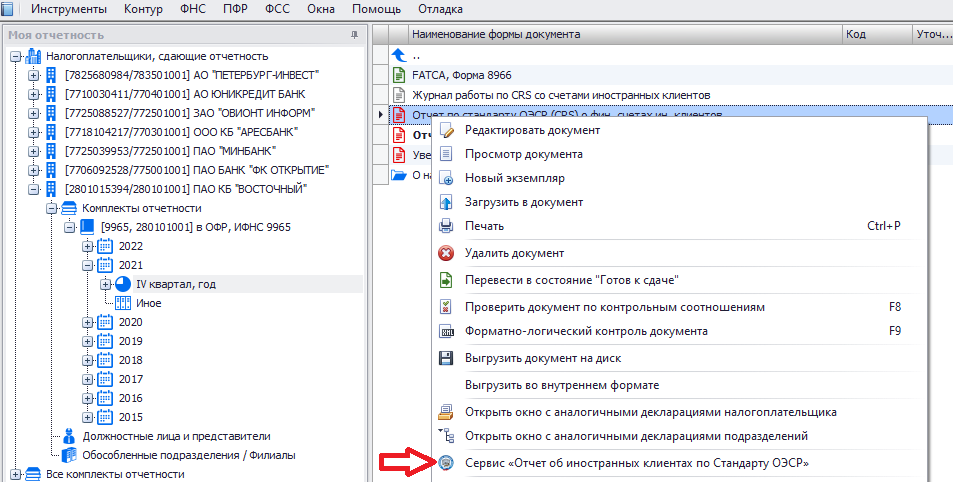 Инструменты Контур ФНС ПФР ФСС Окна Помощь Отладка
Моя отчетность
Налогоплательщики, сдающие отчетность
[7825680984/783501001] АО "ПЕТЕРБУРГ-ИНВЕСТ"
[7710030411/770401001] АО ЮНИКРЕДИТ БАНК
[7725088527/772501001] ЗАО "ОВИОНТ ИНФОРМ"
[7718104217/770301001] ООО КБ "АРЕСБАНК"
[7725039953/772501001] ПАО "МИНБАНК"
[7706092528/775001001] ПАО БАНК "ФК ОТКРЫТИЕ"
[2801015394/280101001] ПАО КБ "ВОСТОЧНЫЙ"
Комплекты отчетности
[9965, 280101001] в ОФР, ИФНС 9965
2022
2021
IV квартал, год
Иное
2020
2019
2018
2017
2016
2015
Должностные лица и представители
Обособленные подразделения / Филиалы
Все комплекты отчетности
Наименование формы документа Код Уточ...
..
FATCA, Форма 8966
Журнал работы по CRS со счетами иностранных клиентов
Отчет по стандарту ОЭСР (CRS) о фин. счетах ин. клиентов
Отч
Уве
О на
Редактировать документ
Просмотр документа
Новый экземпляр
Загрузить в документ
Печать Ctrl+P
Удалить документ
Перевести в состояние "Готов к сдаче"
Проверить документ по контрольным соотношениям F8
Форматно-логический контроль документа F9
Выгрузить документ на диск
Выгрузить во внутреннем формате
Открыть окно с аналогичными декларациями налогоплательщика
Открыть окно с аналогичными декларациями подразделений
Сервис «Отчет об иностранных клиентах по Стандарту ОЭСР»